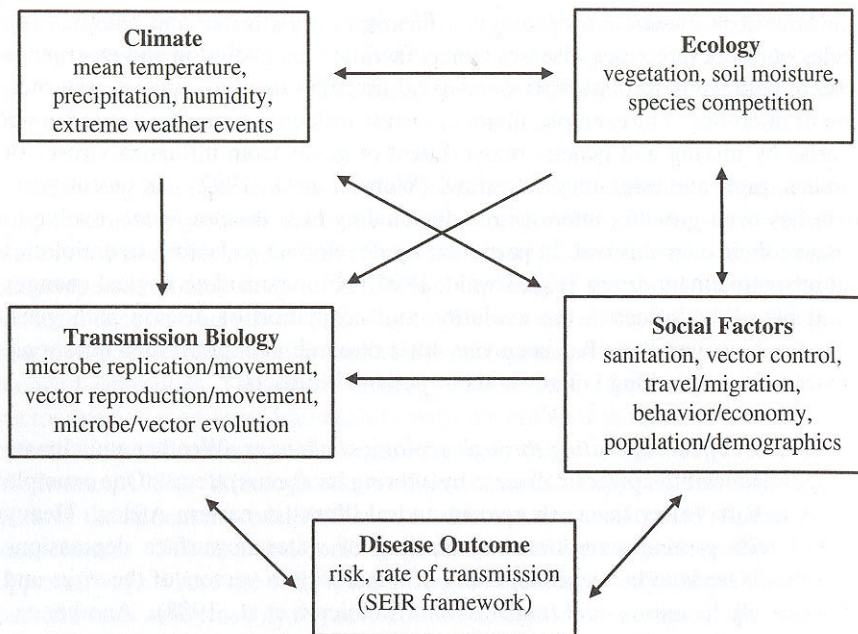 Climate
mean temperature,
precipitation, humidity,
extreme weather events
Ecology
vegetation, soil moisture,
species competition
Transmission Biology
microbe replication/movement,
vector reproduction/movement,
microbe/vector evolution
Social Factors
sanitation, vector control,
travel/migration,
behavior/economy,
population/demographics
Disease Outcome
risk, rate of transmission
(SEIR framework)